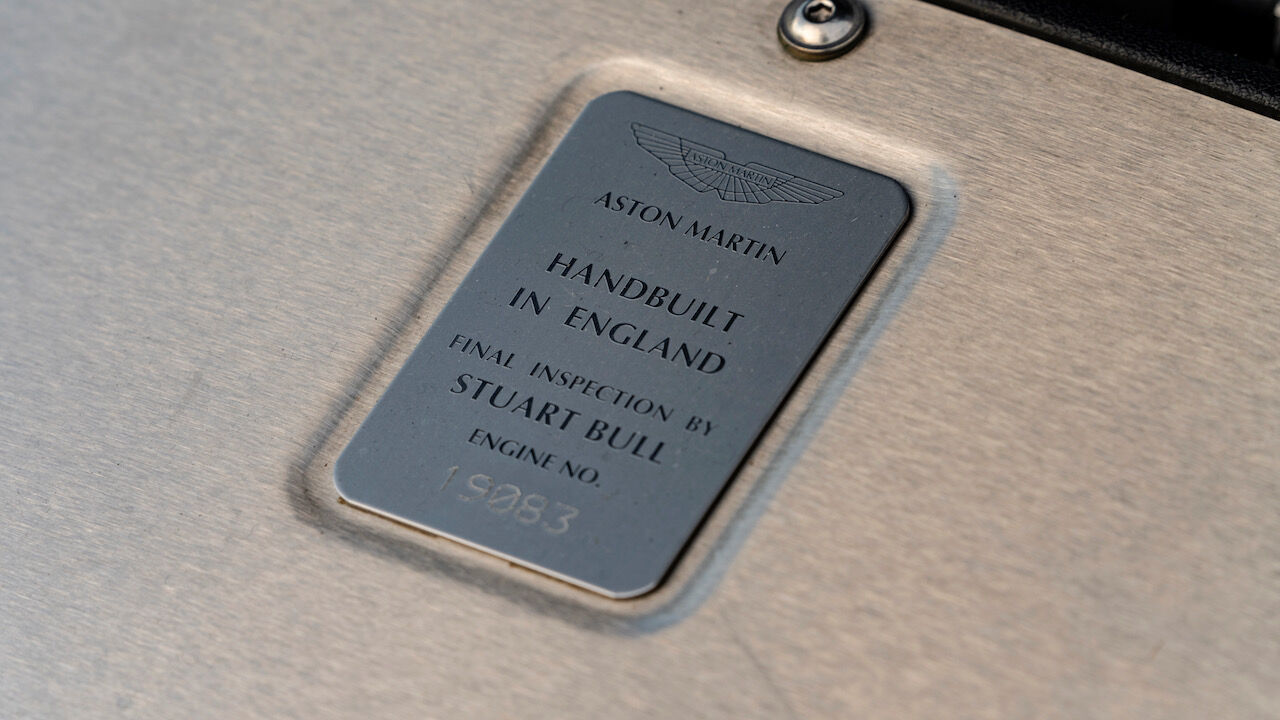 ASTON MARTIN
ASTON MARTIN
HANDBUILT
IN ENGLAND
FINAL INSPECTION BY
STUART BULL
ENGINE NO.
19083